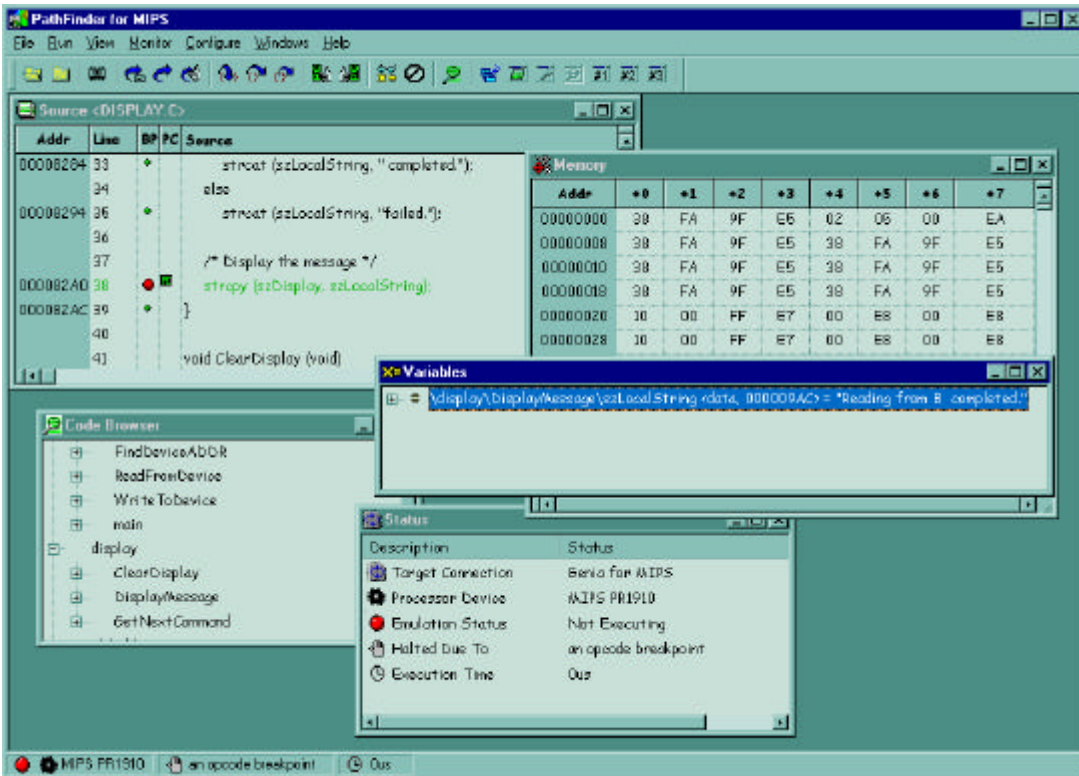 PathFinder for MIPS
File Run View Monitor Configure Windows Help
#1 #2 #3
Source <DISPLAY.C>
Addr Line BP PC Source
00008284 33 strcat (szLocalString, " completed.");
34 else
00008294 35 strcat (szLocalString, "failed.");
36
37 /* Display the message */
000082A0 38 strcpy (szDisplay, szLocalString);
000082AC 39 }
40
41 void ClearDisplay (void)
Memory
Addr +0 +1 +2 +3 +4 +5 +6 +7
00000000 38 FA 9F E5 02 05 00 EA
00000008 38 FA 9F E5 38 FA 9F E5
00000010 38 FA 9F E5 38 FA 9F E5
00000018 38 FA 9F E5 38 FA 9F E5
00000020 10 00 FF E7 00 E8 00 E8
00000028 10 00 FF E7 00 E8 00 E8
X= Variables
\display\DisplayMessage\szLocalString <data, 000009AC> = "Reading from B completed."
Code Browser
FindDeviceADDR
ReadFromDevice
WriteToDevice
main
display
ClearDisplay
DisplayMessage
GetNextCommand
Status
Description Status
Target Connection Genia for MIPS
Processor Device MIPS PR1910
Emulation Status Not Executing
Halted Due To an opcode breakpoint
Execution Time 0us
MIPS PR1910 an opcode breakpoint 0us